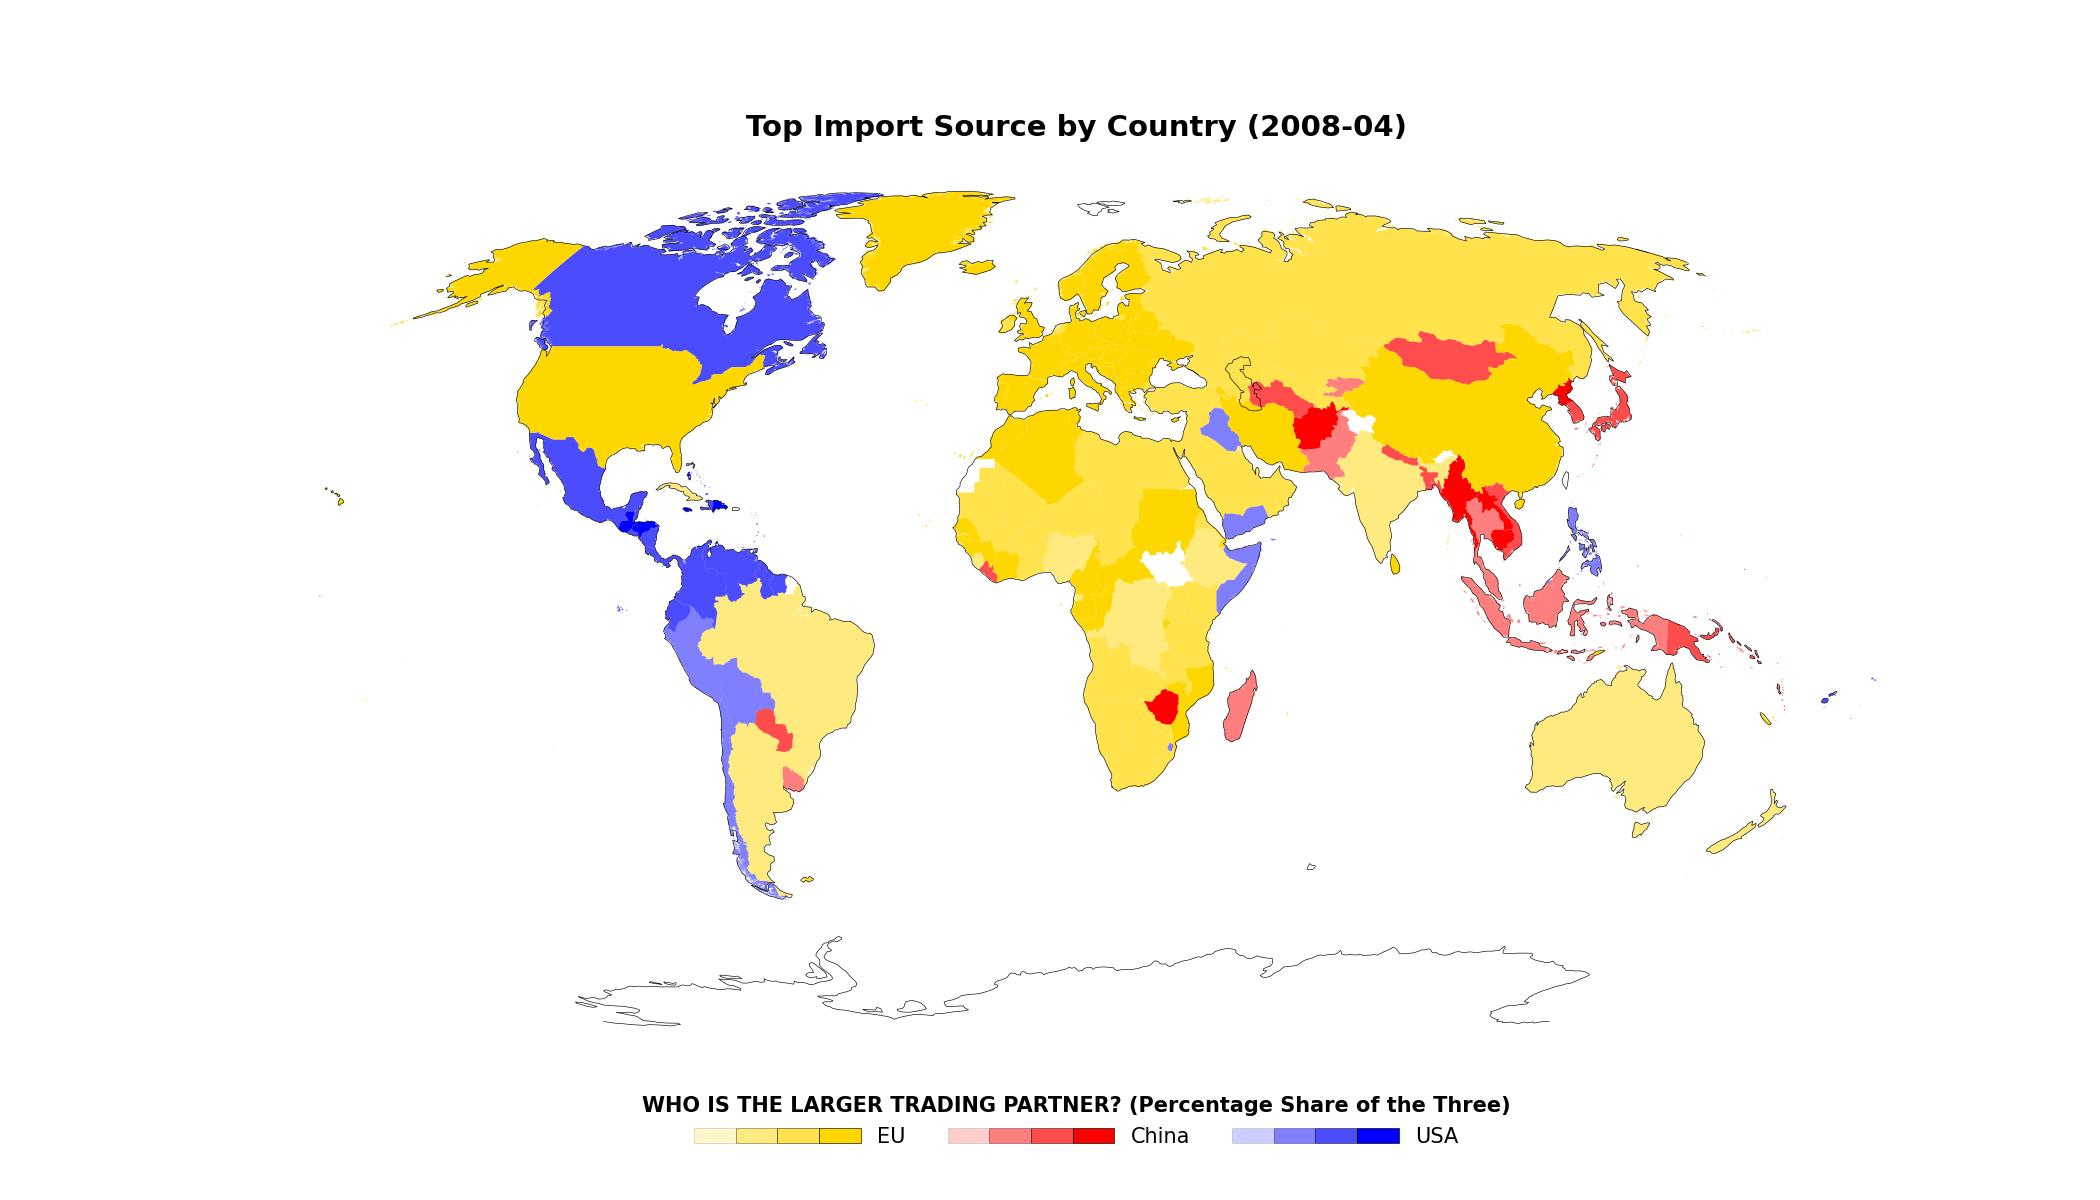 Top Import Source by Country (2008-04)
WHO IS THE LARGER TRADING PARTNER? (Percentage Share of the Three)
EU China USA